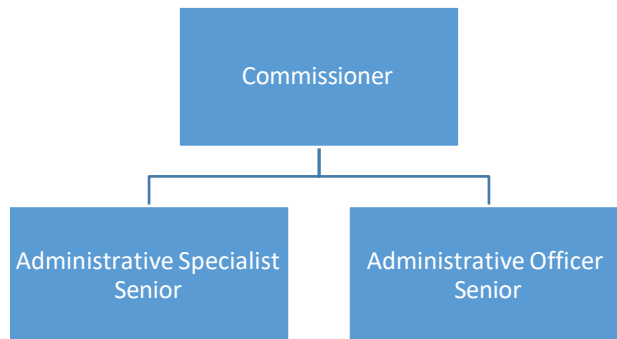 Commissioner
Administrative Specialist
Senior
Administrative Officer
Senior